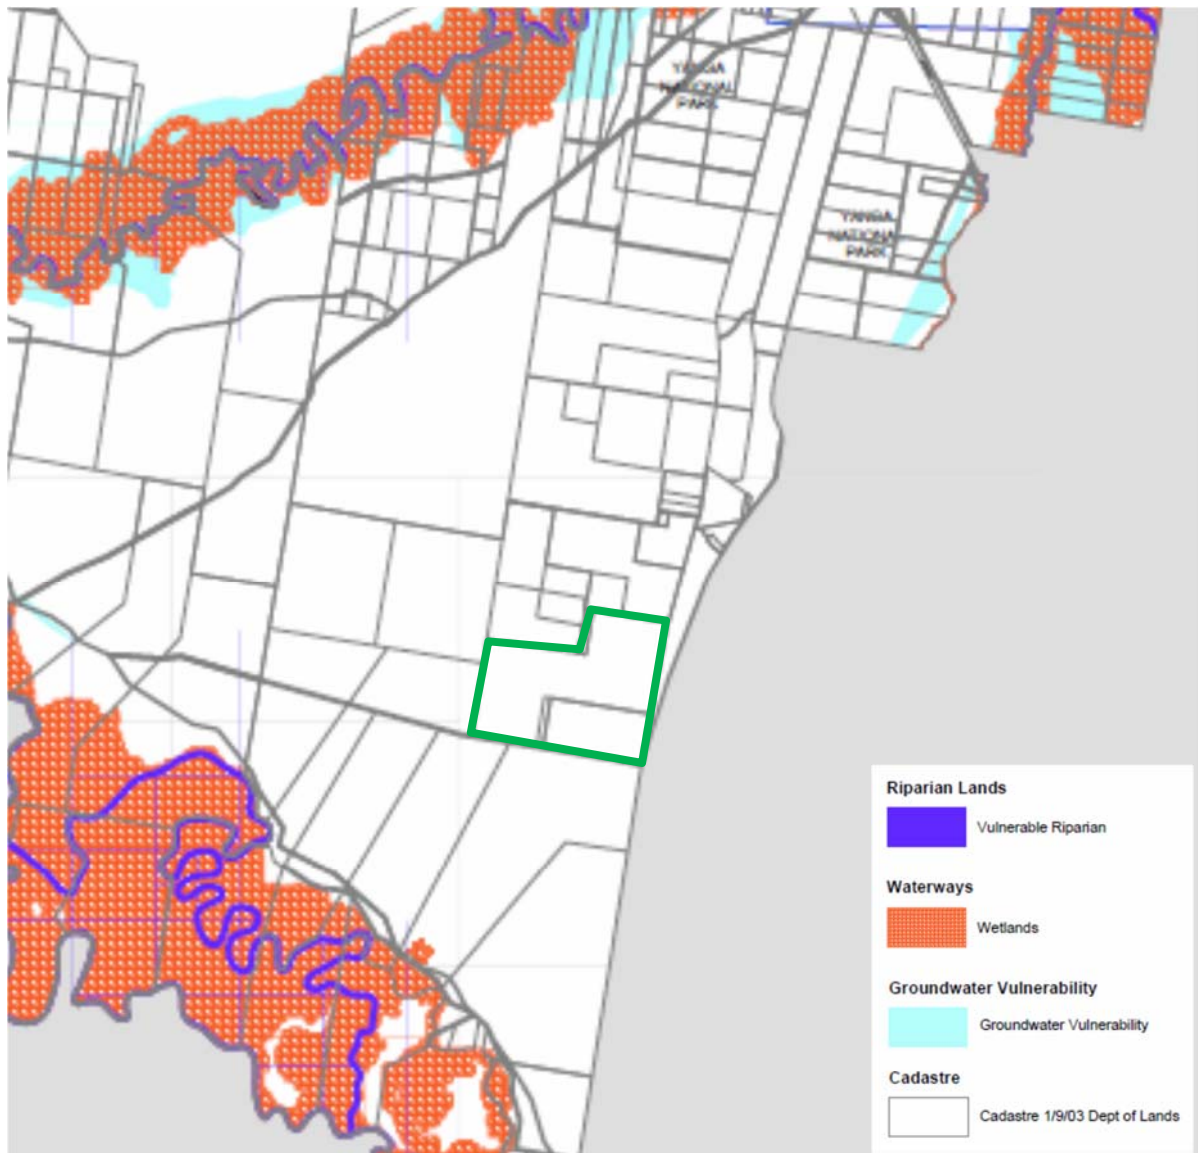 YANGA
NATIONAL
PARK
YANGA
NATIONA
PARK
Riparian Lands
Vulnerable Riparian
Waterways
Wetlands
Groundwater Vulnerability
Groundwater Vulnerability
Cadastre
Cadastre 1/9/03 Dept of Lands